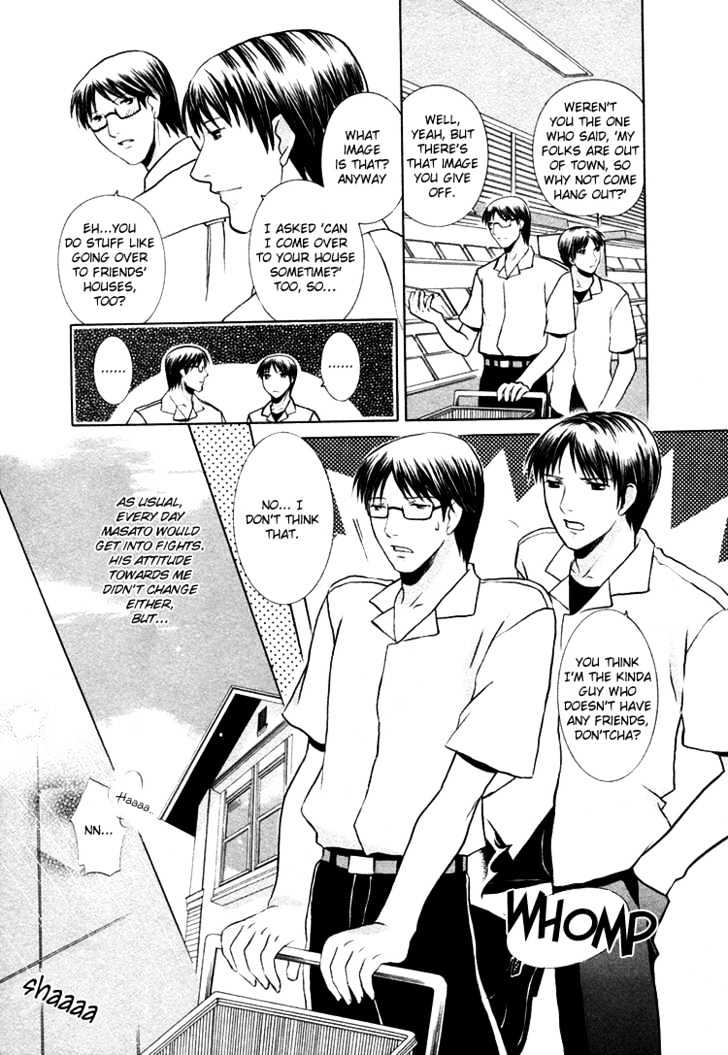 WEREN'T
YOU THE ONE
WHO SAID, 'MY
FOLKS ARE OUT
OF TOWN, SO
WHY NOT COME
HANG OUT?'
WELL,
YEAH, BUT
THERE'S
THAT IMAGE
YOU GIVE
OFF.
WHAT
IMAGE
IS THAT?
ANYWAY
I ASKED 'CAN
I COME OVER
TO YOUR HOUSE
SOMETIME?'
TOO, SO...
EH...YOU
DO STUFF LIKE
GOING OVER
TO FRIENDS'
HOUSES,
TOO?
......
......
YOU THINK
I'M THE KINDA
GUY WHO
DOESN'T HAVE
ANY FRIENDS,
DON'TCHA?
NO... I
DON'T THINK
THAT.
WHOMP
AS USUAL,
EVERY DAY
MASATO WOULD
GET INTO FIGHTS.
HIS ATTITUDE
TOWARDS ME
DIDN'T CHANGE
EITHER,
BUT...
Haaaa...
NN...
shaaaa